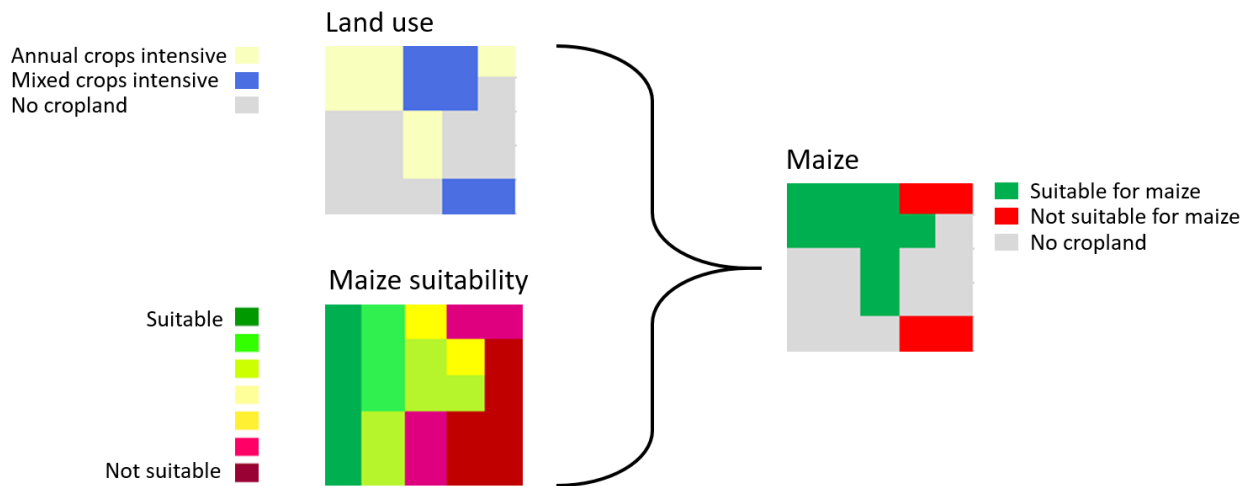 Land use
Annual crops intensive
Mixed crops intensive
No cropland
Maize
Suitable for maize
Not suitable for maize
No cropland
Maize suitability
Suitable
Not suitable